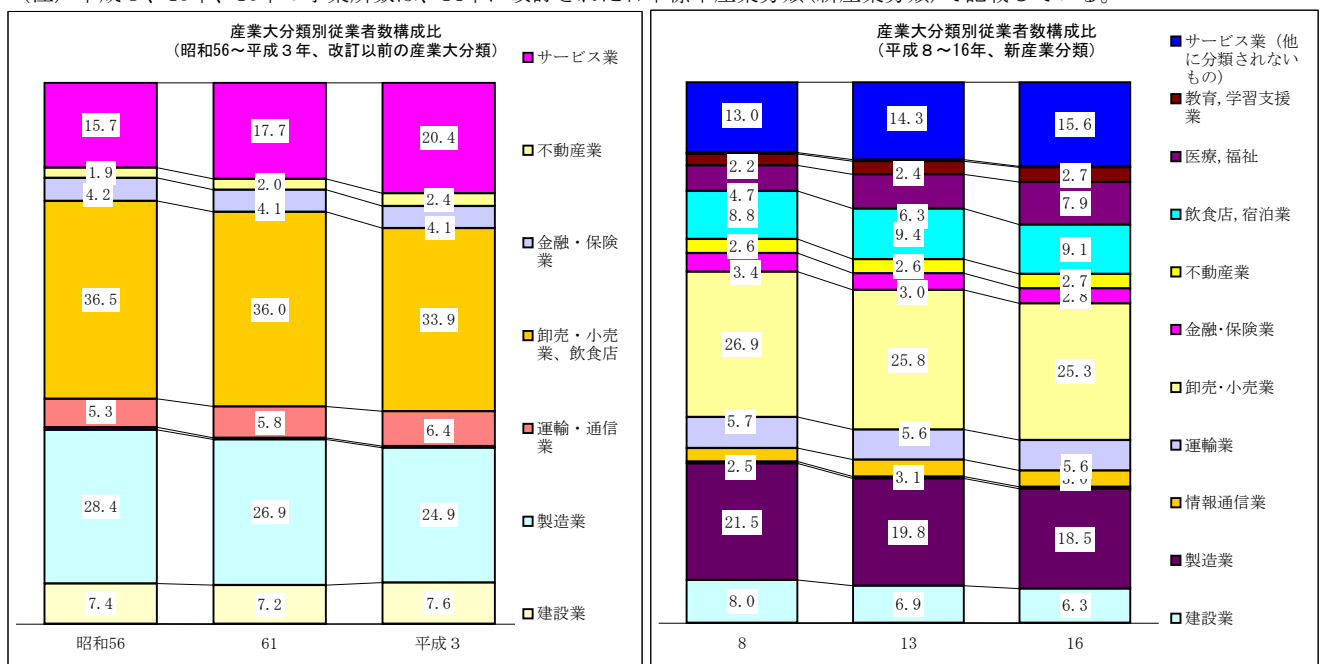 産業大分類別従業者数構成比
（昭和56～平成３年、改訂以前の産業大分類）
サービス業
不動産業
金融・保険
業
卸売・小売
業、飲食店
運輸・通信
業
製造業
建設業
15.7
17.7
20.4
1.9
2.0
2.4
4.2
4.1
4.1
36.5
36.0
33.9
5.3
5.8
6.4
28.4
26.9
24.9
7.4
7.2
7.6
昭和56
61
平成３
産業大分類別従業者数構成比
（平成８～16年、新産業分類）
サービス業（他
に分類されない
もの）
教育,学習支援
業
医療,福祉
飲食店,宿泊業
不動産業
金融･保険業
卸売･小売業
運輸業
情報通信業
製造業
建設業
13.0
14.3
15.6
2.2
2.4
2.7
4.7
6.3
7.9
8.8
9.4
9.1
2.6
2.6
2.7
3.4
3.0
2.8
26.9
25.8
25.3
5.7
5.6
5.6
2.5
3.1
21.5
19.8
18.5
8.0
6.9
6.3
8
13
16